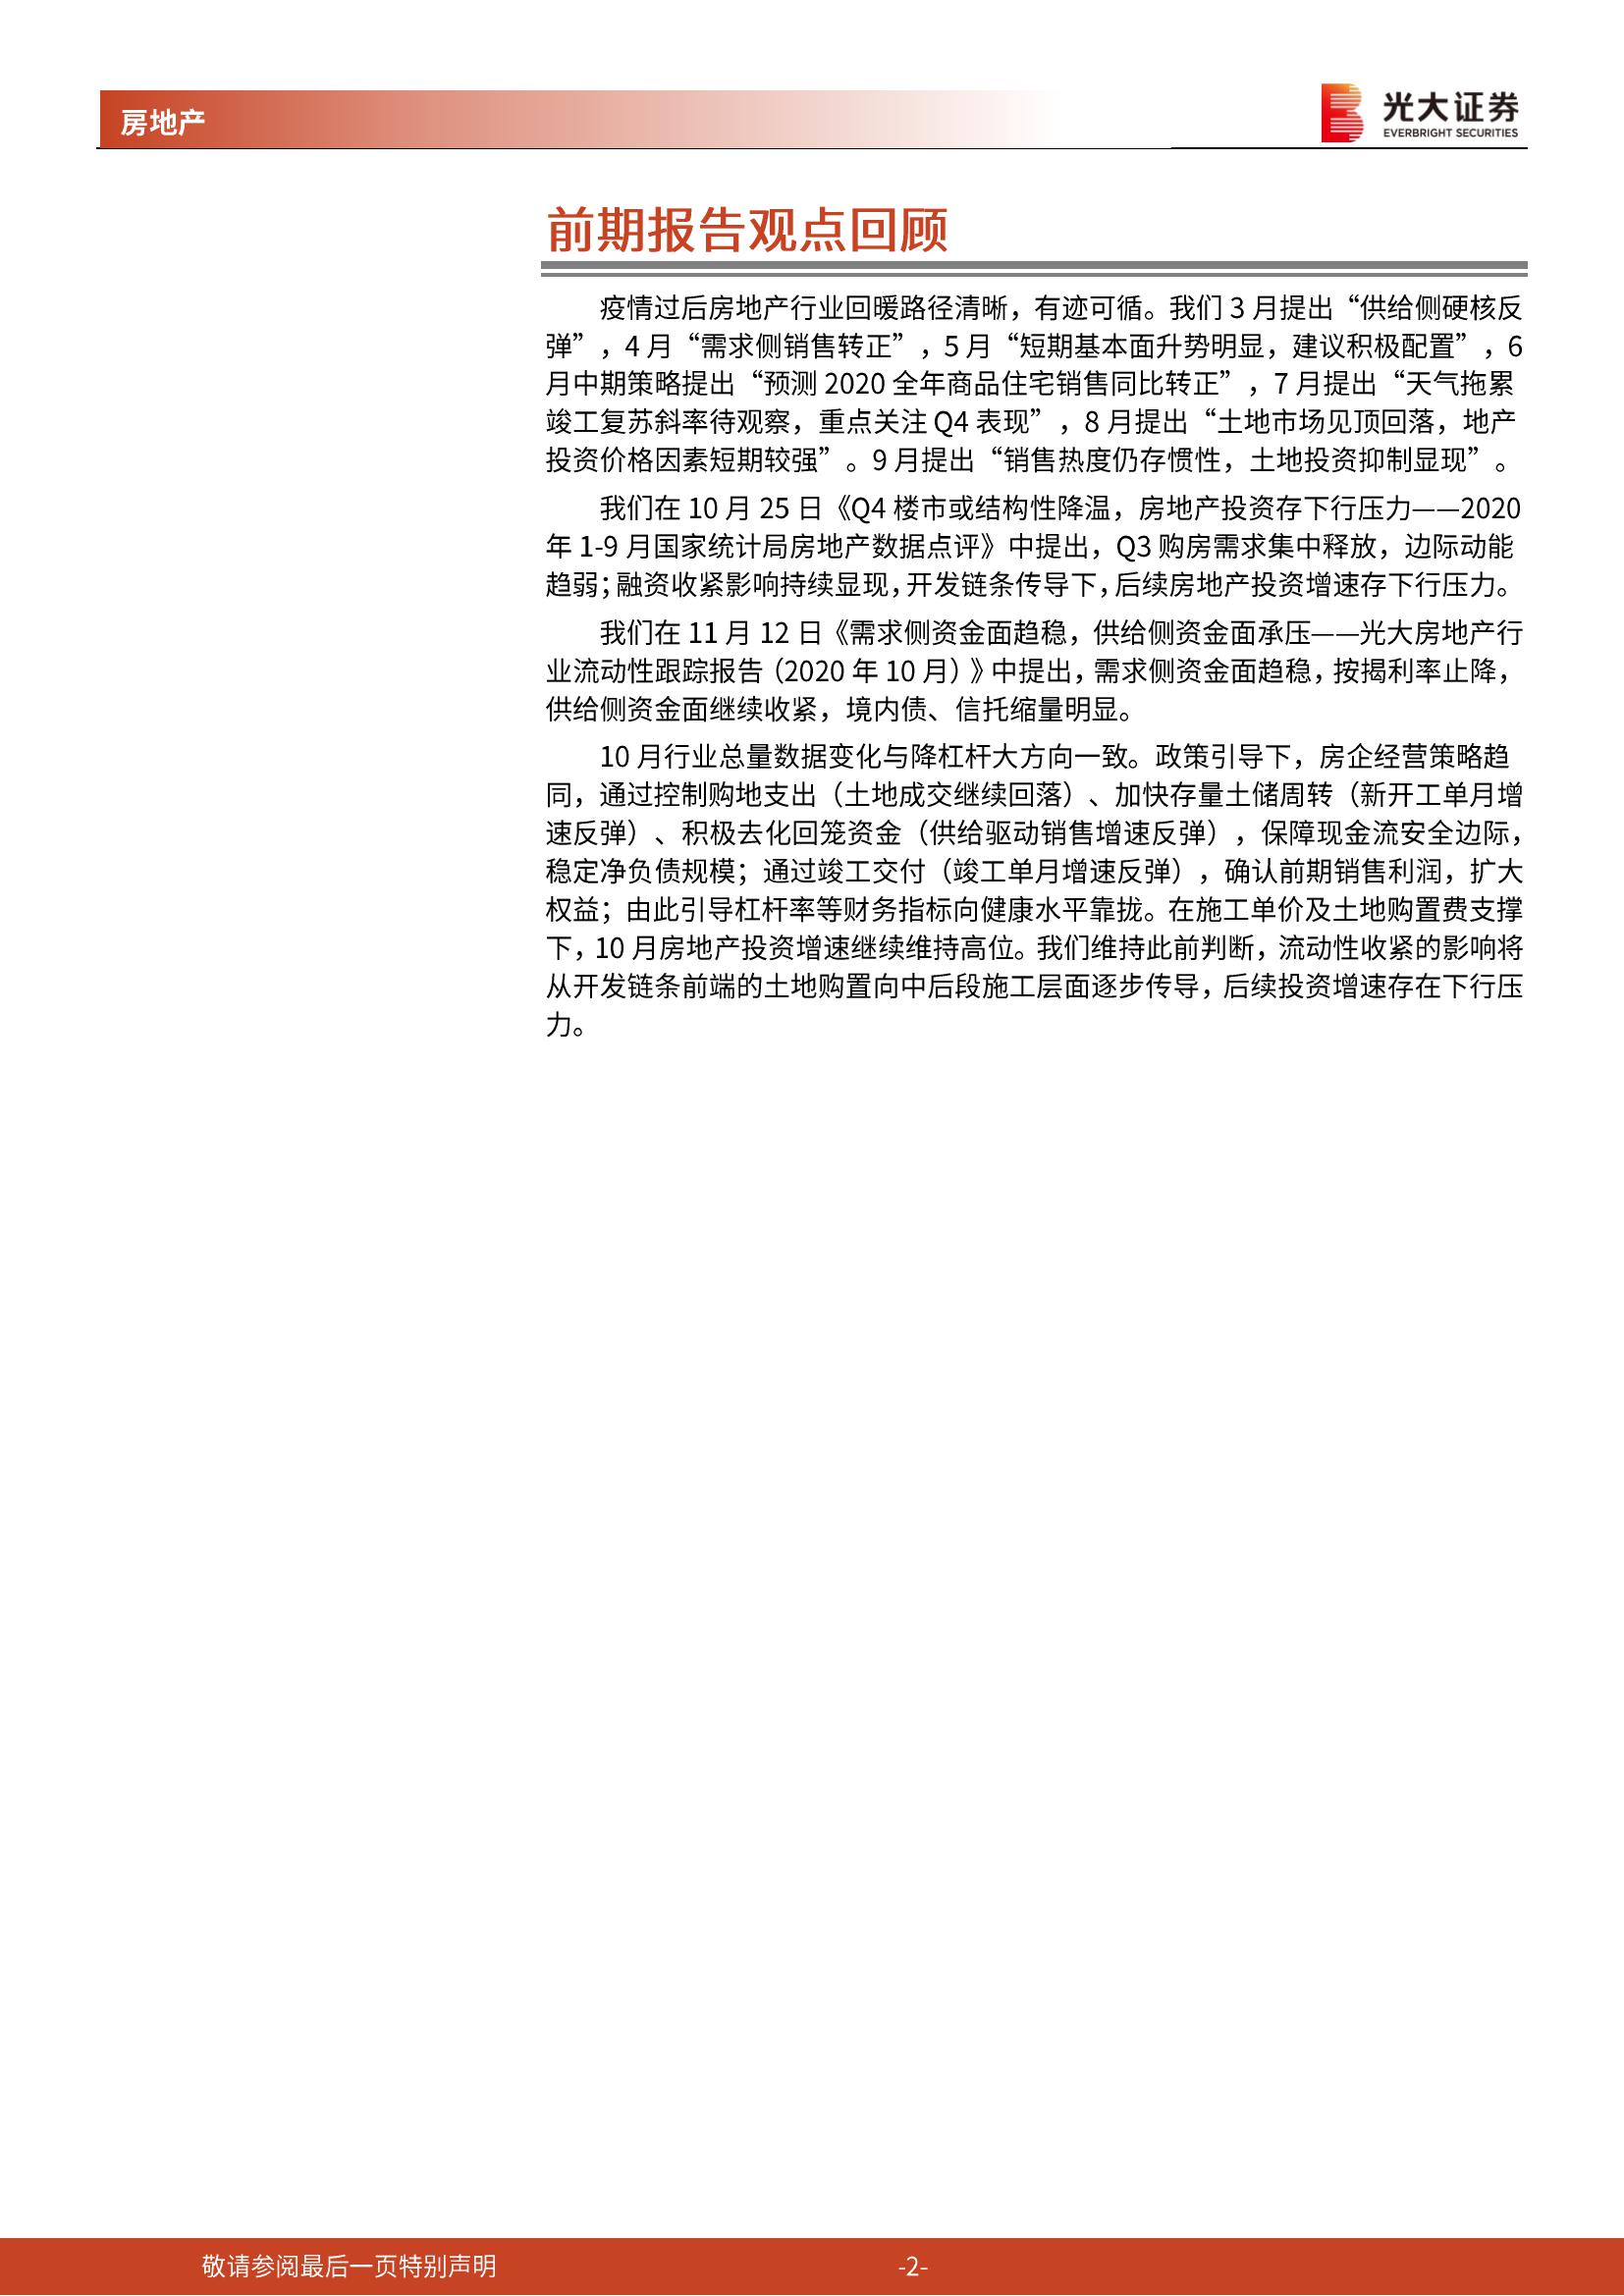 房地产
光大证券
EVERBRIGHT SECURITIES
前期报告观点回顾
疫情过后房地产行业回暖路径清晰，有迹可循。我们 3 月提出“供给侧硬核反
弹”，4 月“需求侧销售转正”，5 月“短期基本面升势明显，建议积极配置”，6
月中期策略提出“预测 2020 全年商品住宅销售同比转正”，7 月提出“天气拖累
竣工复苏斜率待观察，重点关注 Q4 表现”，8 月提出“土地市场见顶回落，地产
投资价格因素短期较强”。9 月提出“销售热度仍存惯性，土地投资抑制显现”。
我们在 10 月 25 日《Q4 楼市或结构性降温，房地产投资存下行压力——2020
年 1-9 月国家统计局房地产数据点评》中提出，Q3 购房需求集中释放，边际动能
趋弱；融资收紧影响持续显现，开发链条传导下，后续房地产投资增速存下行压力。
我们在 11 月 12 日《需求侧资金面趋稳，供给侧资金面承压——光大房地产行
业流动性跟踪报告（2020 年 10 月）》中提出，需求侧资金面趋稳，按揭利率止降，
供给侧资金面继续收紧，境内债、信托缩量明显。
10 月行业总量数据变化与降杠杆大方向一致。政策引导下，房企经营策略趋
同，通过控制购地支出（土地成交继续回落）、加快存量土储周转（新开工单月增
速反弹）、积极去化回笼资金（供给驱动销售增速反弹），保障现金流安全边际，
稳定净负债规模；通过竣工交付（竣工单月增速反弹），确认前期销售利润，扩大
权益；由此引导杠杆率等财务指标向健康水平靠拢。在施工单价及土地购置费支撑
下，10 月房地产投资增速继续维持高位。我们维持此前判断，流动性收紧的影响将
从开发链条前端的土地购置向中后段施工层面逐步传导，后续投资增速存在下行压
力。
敬请参阅最后一页特别声明
-2-